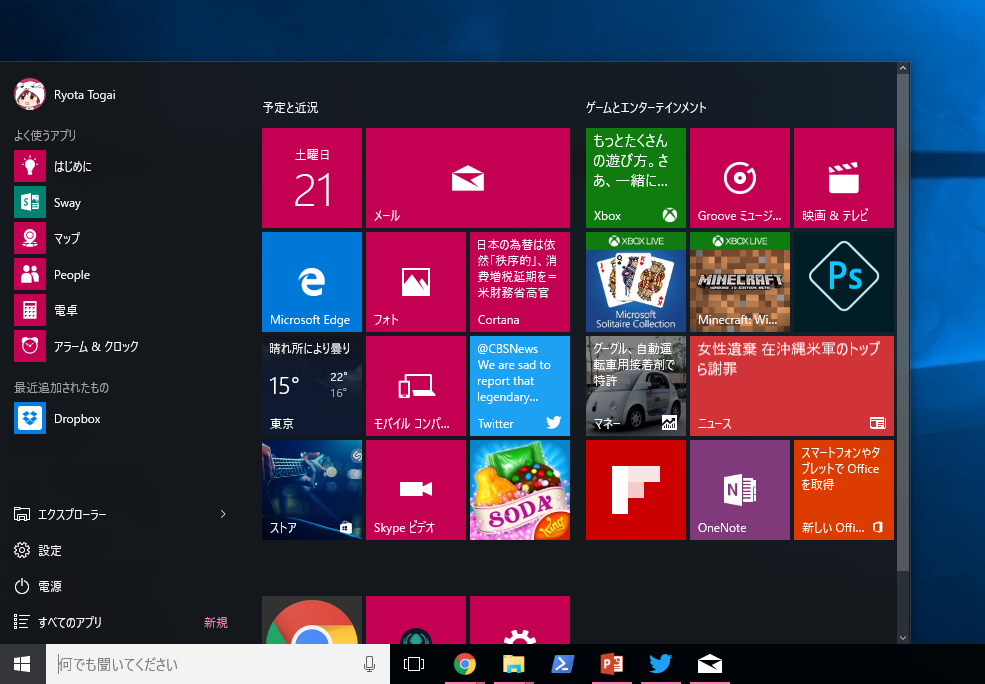 Ryota Togai
よく使うアプリ
はじめに
Sway
マップ
People
電卓
アラーム & クロック
最近追加されたもの
Dropbox
エクスプローラー
設定
電源
すべてのアプリ
新規
予定と近況
土曜日
21
メール
Microsoft Edge
フォト
日本の為替は依
然「秩序的」、消
費増税延期を＝
米財務省高官
Cortana
晴れ所により曇り
15°
22°
16°
東京
モバイル コンパ...
@CBSNews
We are sad to
report that
legendary...
Twitter
ストア
Skype ビデオ
SODA
King
ゲームとエンターテインメント
もっとたくさん
の遊び方。さ
あ、一緒に...
Xbox
Groove ミュージ...
映画 & テレビ
XBOX LIVE
Microsoft
Solitaire Collection
XBOX LIVE
MINECRAFT
WINDOWS 10 EDITION BETA
Minecraft: Wi...
Ps
グーグル、自動運
転車用接着剤で
特許
マネー
女性遺棄 在沖縄米軍のトップ
ら謝罪
ニュース
N
OneNote
スマートフォンやタ
ブレットで Office
を取得
新しい Offi...
何でも聞いてください